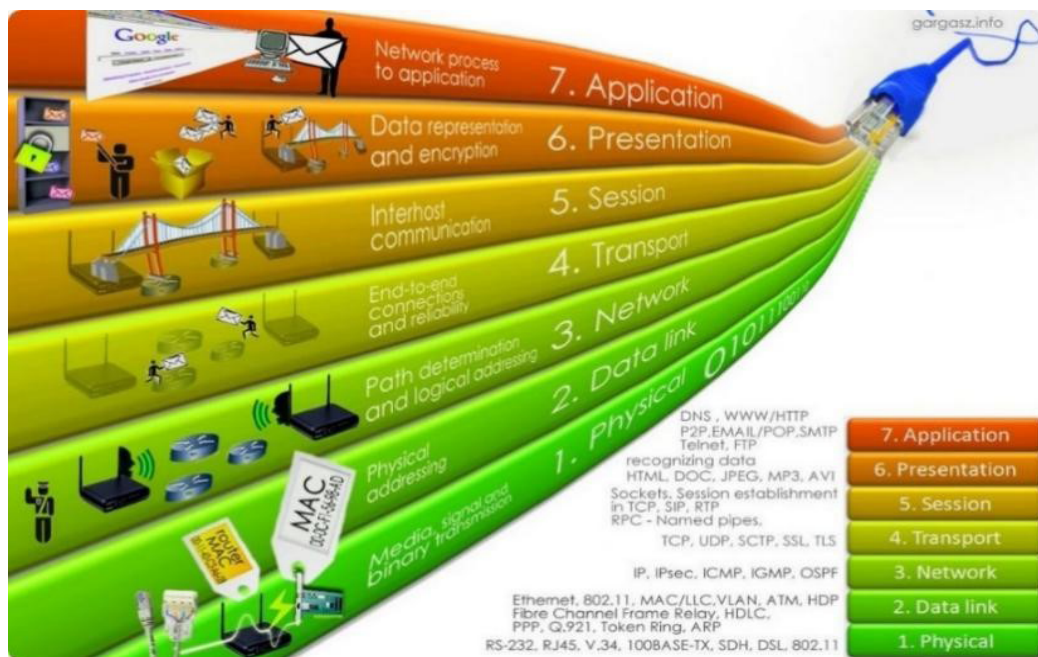 gargasz.info
Google
Network process
to application
7. Application
Data representation
and encryption
6. Presentation
Interhost
communication
5. Session
End-to-end
connections
and reliability
4. Transport
Path determination
and logical addressing
3. Network
Physical
addressing
2. Data link
Media, signal and
binary transmission
1. Physical
MAC
router
MAC
DNS , WWW/HTTP
P2P,EMAIL/POP,SMTP
Telnet, FTP
7. Application
recognizing data
HTML, DOC, JPEG, MP3, AVI
6. Presentation
Sockets. Session establishment
in TCP, SIP, RTP
RPC - Named pipes,
5. Session
TCP, UDP, SCTP, SSL, TLS
4. Transport
IP, IPsec, ICMP, IGMP, OSPF
3. Network
Ethernet, 802.11, MAC/LLC,VLAN, ATM, HDP
Fibre Channel Frame Relay, HDLC,
PPP, Q.921, Token Ring, ARP
2. Data link
RS-232, RJ45, V.34, 100BASE-TX, SDH, DSL, 802.11
1. Physical